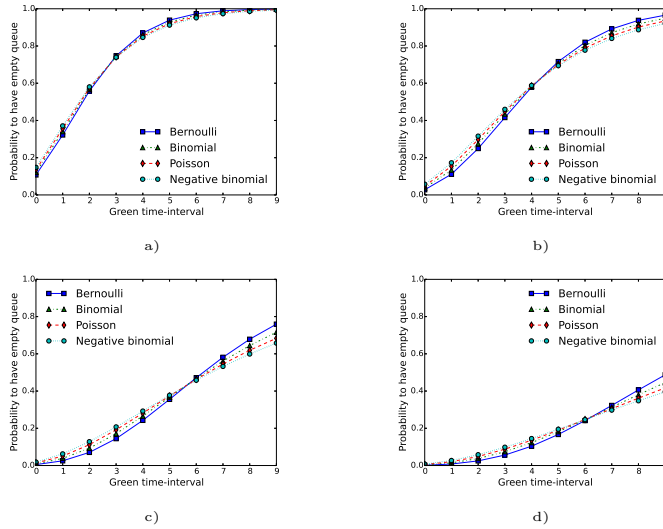 Probability to have empty queue
1.0
0.8
0.6
0.4
0.2
0.0
Bernoulli
Binomial
Poisson
Negative binomial
0 1 2 3 4 5 6 7 8 9
Green time-interval
a)
Probability to have empty queue
1.0
0.8
0.6
0.4
0.2
0.0
Bernoulli
Binomial
Poisson
Negative binomial
0 1 2 3 4 5 6 7 8
Green time-interval
b)
Probability to have empty queue
1.0
0.8
0.6
0.4
0.2
0.0
Bernoulli
Binomial
Poisson
Negative binomial
0 1 2 3 4 5 6 7 8 9
Green time-interval
c)
Probability to have empty queue
1.0
0.8
0.6
0.4
0.2
0.0
Bernoulli
Binomial
Poisson
Negative binomial
0 1 2 3 4 5 6 7 8
Green time-interval
d)